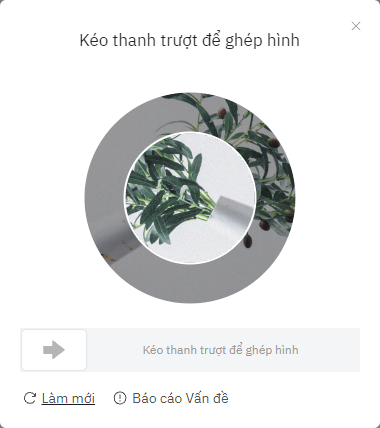 Kéo thanh trượt để ghép hình
Kéo thanh trượt để ghép hình
Làm mới
Báo cáo Vấn đề